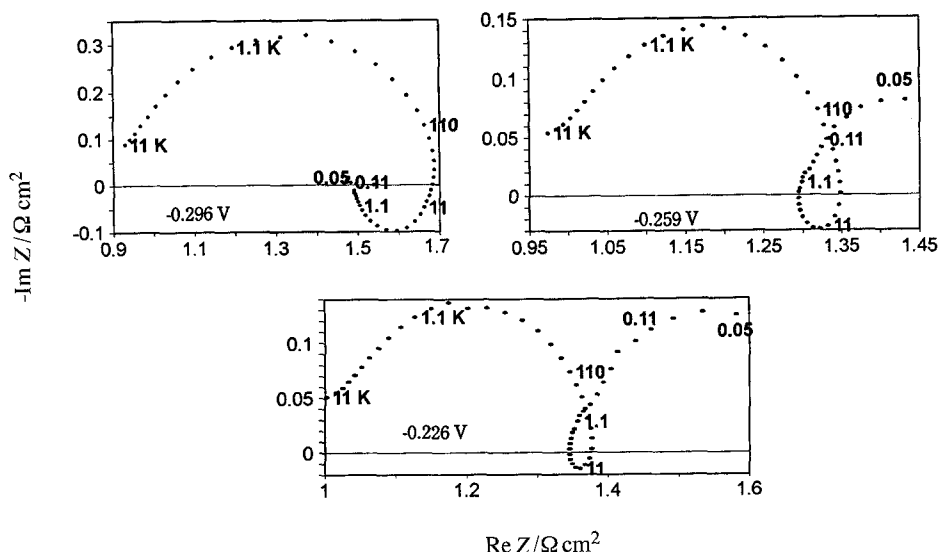 0.3
0.2
0.1
0
-0.1
0.9 1.1 1.3 1.5 1.7
11 K
1.1 K
110
11
1.1
0.05
0.11
-0.296 V
0.15
0.10
0.05
0
-0.1
0.95 1.05 1.15 1.25 1.35 1.45
11 K
1.1 K
110
0.05
0.11
1.1
11
-0.259 V
-Im Z/Ω cm²
0.1
0.05
0
1 1.2 1.4 1.6
11 K
1.1 K
110
0.11
0.05
1.1
11
-0.226 V
Re Z/Ω cm²